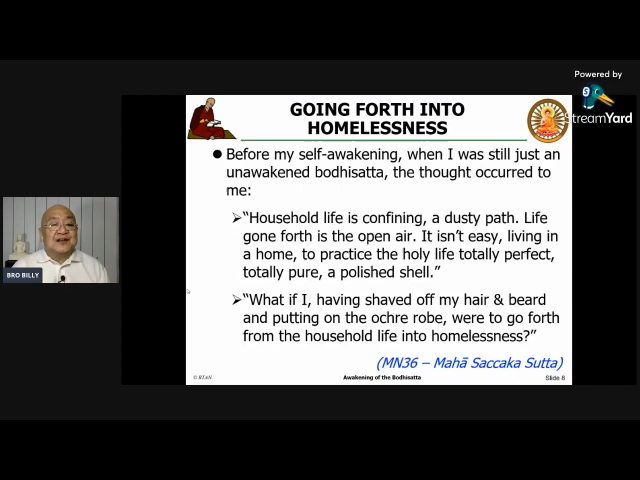 Powered by
StreamYard
GOING FORTH INTO
HOMELESSNESS
Before my self-awakening, when I was still just an
unawakened bodhisatta, the thought occurred to
me:
“Household life is confining, a dusty path. Life
gone forth is the open air. It isn’t easy, living in
a home, to practice the holy life totally perfect,
totally pure, a polished shell.”
“What if I, having shaved off my hair & beard
and putting on the ochre robe, were to go forth
from the household life into homelessness?”
(MN36 – Mahā Saccaka Sutta)
BRO BILLY
Awakening of the Bodhisatta
Slide 8